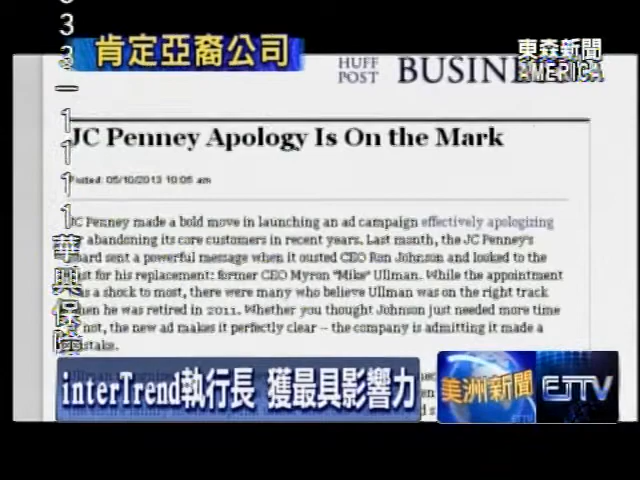 肯定亞裔公司
東森新聞
AMERICA
HUFF
POST
BUSINE
33－1111華興保險
JC Penney Apology Is On the Mark
Posted: 05/10/2013 10:05 am
JC Penney made a bold move in launching an ad campaign effectively apologizing
abandoning its core customers in recent years. Last month, the JC Penney's
sent a powerful message when it ousted CEO Ron Johnson and looked to the
for his replacement: former CEO Myron "Mike" Ullman. While the appointment
a shock to most, there were many who believe Ullman was on the right track
he was retired in 2011. Whether you thought Johnson just needed more time
not, the new ad makes it perfectly clear – the company is admitting it made a
interTrend執行長 獲最具影響力
美洲新聞
ETTV